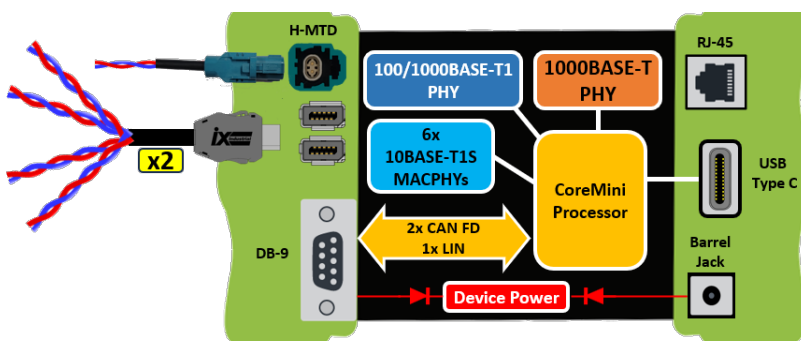 H-MTD
RJ-45
100/1000BASE-T1
PHY
1000BASE-T
PHY
ix
x2
6x
10BASE-T1S
MACPHYs
CoreMini
Processor
USB
Type C
2x CAN FD
1x LIN
DB-9
Barrel
Jack
Device Power